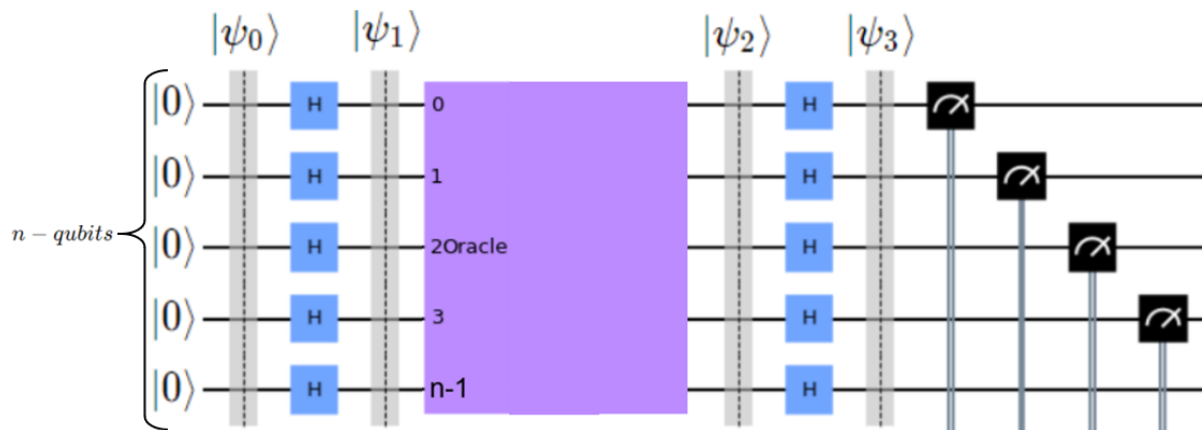 |ψ₀⟩ |ψ₁⟩ |ψ₂⟩ |ψ₃⟩
|0⟩ H 0 H
|0⟩ H 1 H
n − qubits |0⟩ H 2Oracle H
|0⟩ H 3 H
|0⟩ H n-1 H